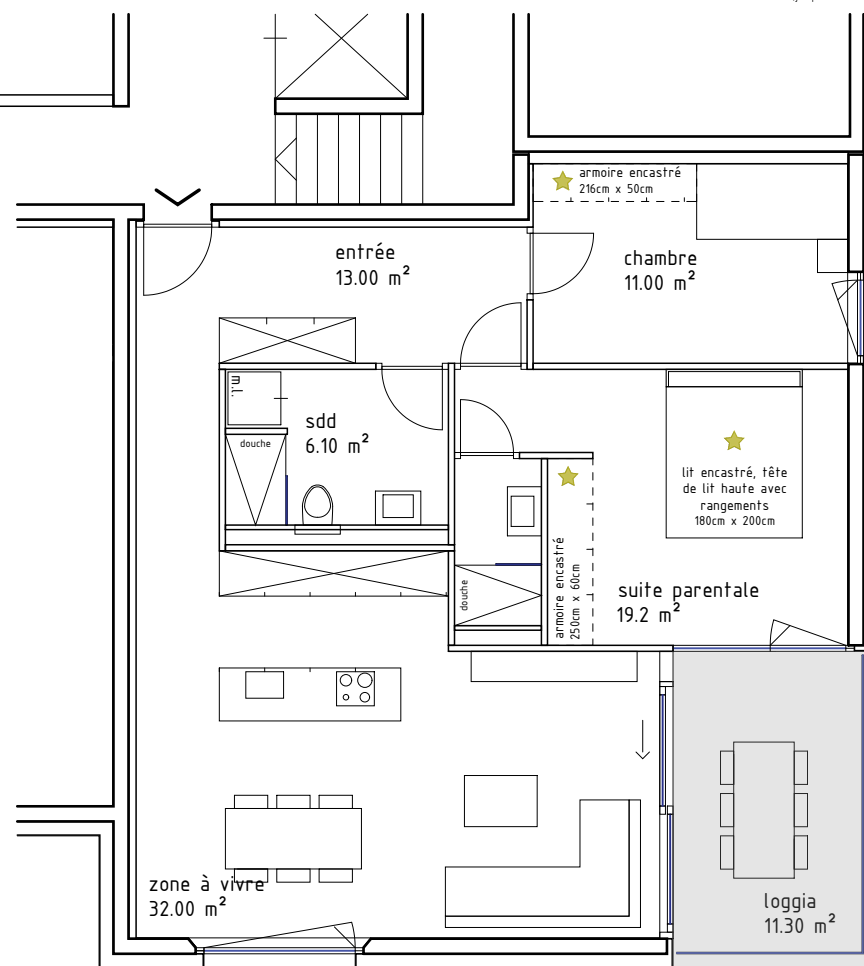 armoire encastré
216cm x 50cm
entrée
13.00 m²
chambre
11.00 m²
m.l.
sdd
6.10 m²
douche
lit encastré, tête
de lit haute avec
rangements
180cm x 200cm
armoire encastré
250cm x 60cm
douche
suite parentale
19.2 m²
zone à vivre
32.00 m²
loggia
11.30 m²